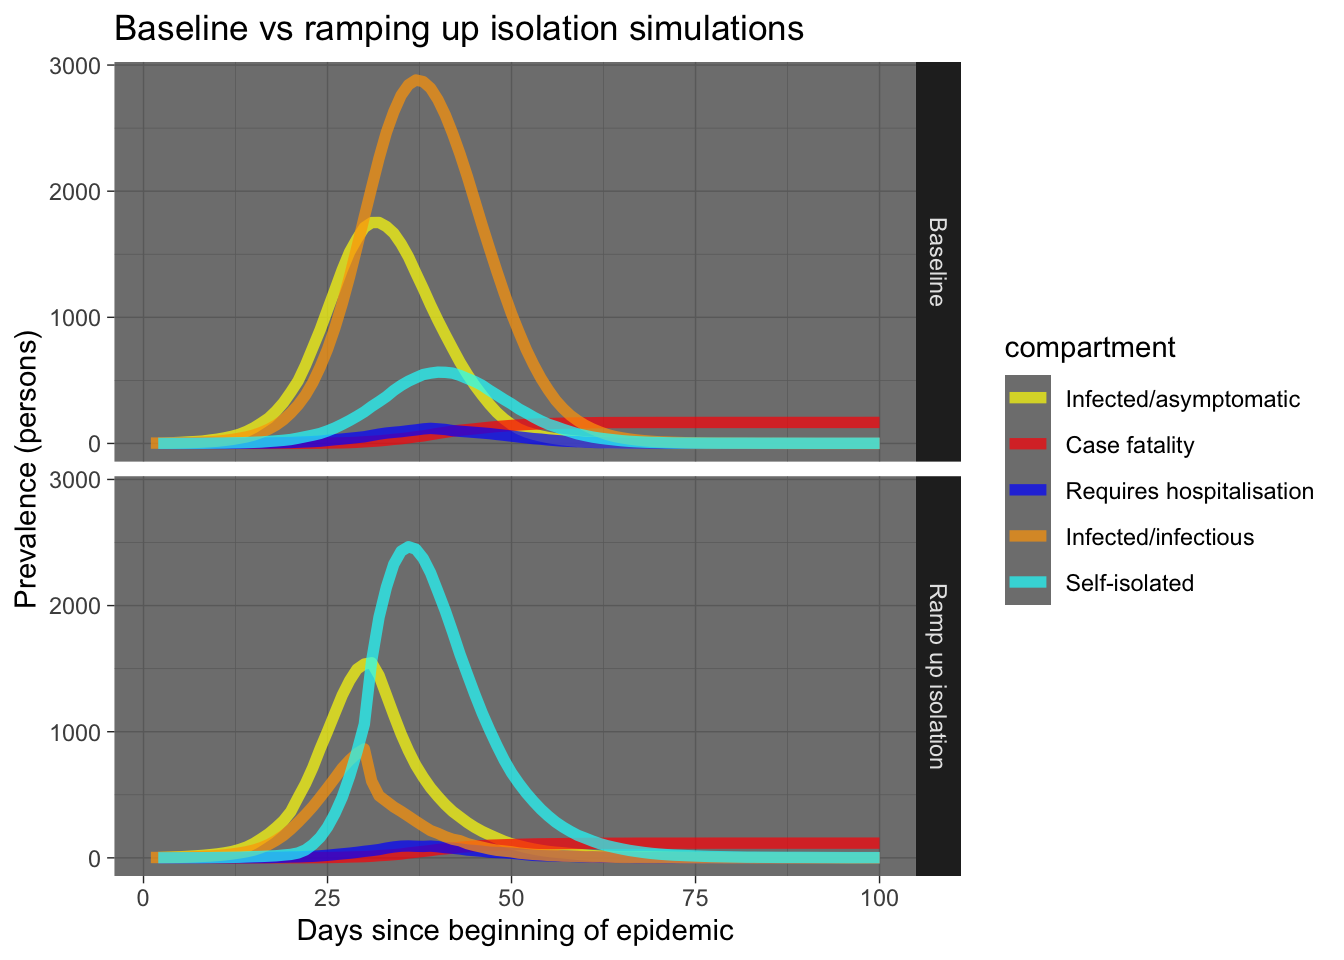 Baseline vs ramping up isolation simulations
Prevalence (persons)
3000
2000
1000
0
Baseline
3000
2000
1000
0
Ramp up isolation
0
25
50
75
100
Days since beginning of epidemic
compartment
Infected/asymptomatic
Case fatality
Requires hospitalisation
Infected/infectious
Self-isolated